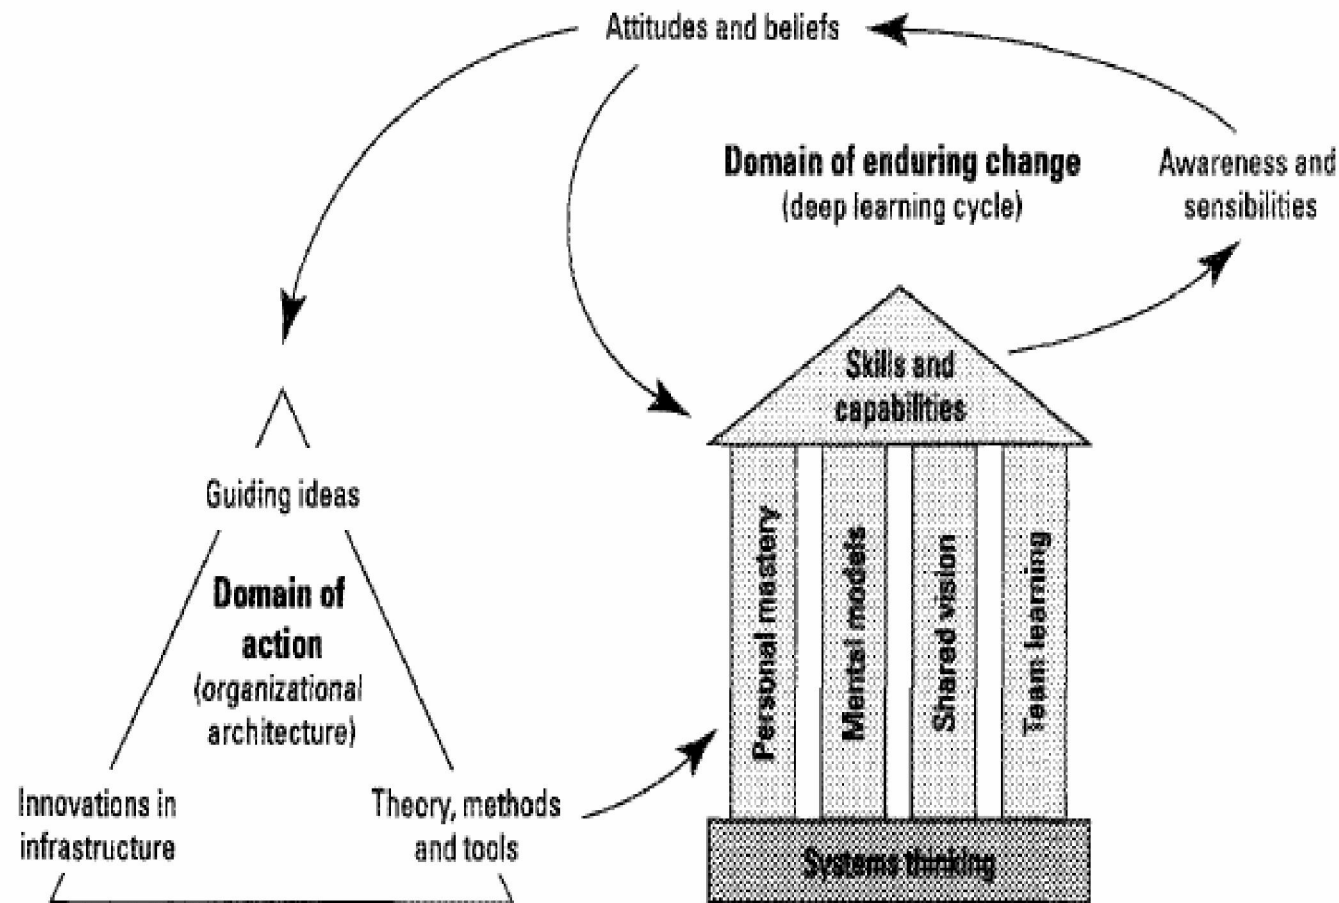 Attitudes and beliefs
Domain of enduring change
(deep learning cycle)
Awareness and
sensibilities
Skills and
capabilities
Guiding ideas
Domain of
action
(organizational
architecture)
Innovations in
infrastructure
Theory, methods
and tools
Personal mastery
Mental models
Shared vision
Team learning
Systems thinking